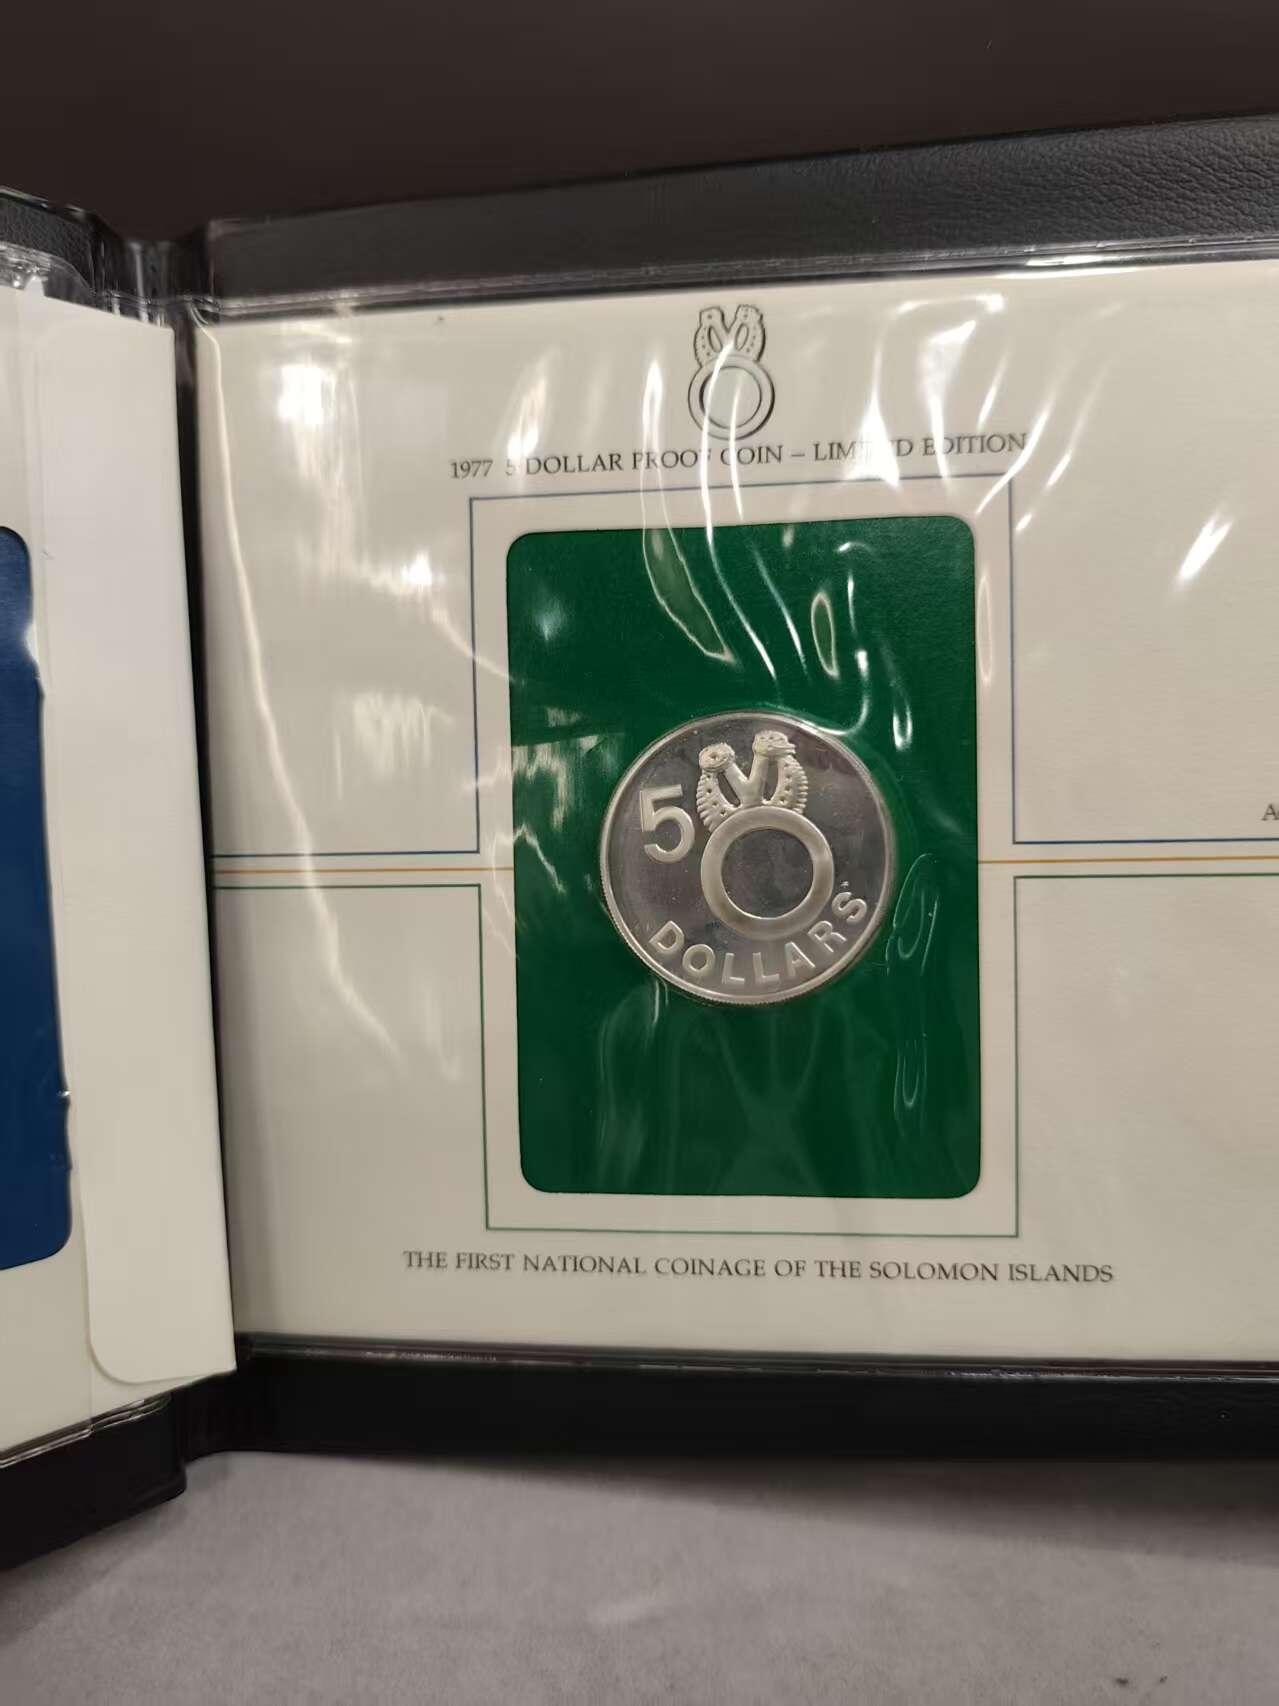 1977 5 DOLLAR PROOF COIN – LIMITED EDITION
5
DOLLARS
THE FIRST NATIONAL COINAGE OF THE SOLOMON ISLANDS